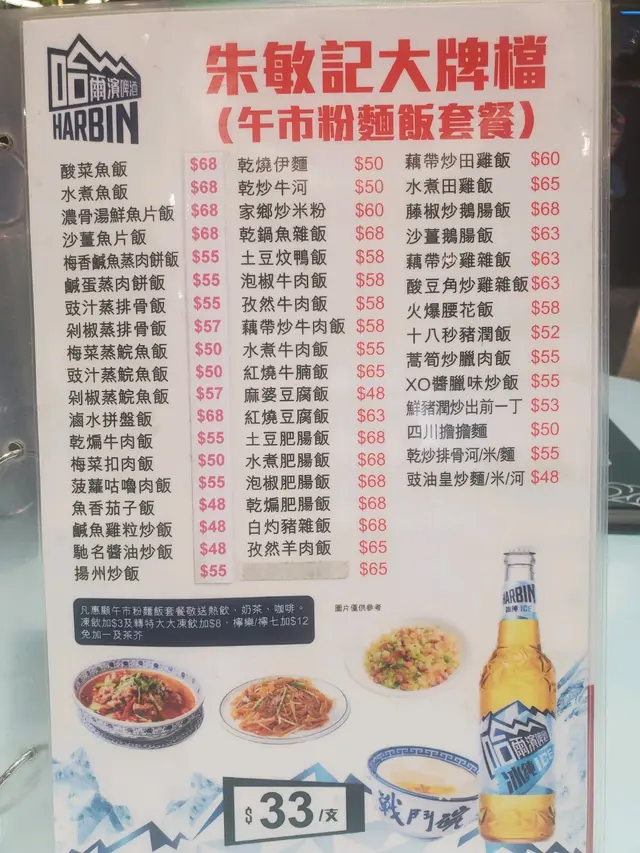 哈爾濱啤酒
HARBIN
朱敏記大牌檔
(午市粉麵飯套餐)
酸菜魚飯 $68
水煮魚飯 $68
濃骨湯鮮魚片飯 $68
沙薑魚片飯 $68
梅香鹹魚蒸肉餅飯 $55
鹹蛋蒸肉餅飯 $55
豉汁蒸排骨飯 $55
剁椒蒸排骨飯 $57
梅菜蒸鯇魚飯 $50
豉汁蒸鯇魚飯 $50
剁椒蒸鯇魚飯 $57
滷水拼盤飯 $68
乾煸牛肉飯 $55
梅菜扣肉飯 $50
菠蘿咕嚕肉飯 $55
魚香茄子飯 $48
鹹魚雞粒炒飯 $48
馳名醬油炒飯 $48
揚州炒飯 $55
乾燒伊麵 $50
乾炒牛河 $50
家鄉炒米粉 $60
乾鍋魚雜飯 $68
土豆炆鴨飯 $58
泡椒牛肉飯 $58
孜然牛肉飯 $58
藕帶炒牛肉飯 $58
水煮牛肉飯 $55
紅燒牛腩飯 $65
麻婆豆腐飯 $48
紅燒豆腐飯 $63
土豆肥腸飯 $68
水煮肥腸飯 $68
泡椒肥腸飯 $68
乾煸肥腸飯 $68
白灼豬雜飯 $68
孜然羊肉飯 $65
$65
藕帶炒田雞飯 $60
水煮田雞飯 $65
藤椒炒鵝腸飯 $68
沙薑鵝腸飯 $63
藕帶炒雞雜飯 $63
酸豆角炒雞雜飯 $63
火爆腰花飯 $58
十八秒豬潤飯 $52
蒿筍炒臘肉飯 $55
XO醬臘味炒飯 $55
鮮豬潤炒出前一丁 $53
四川擔擔麵 $50
乾炒排骨河/米/麵 $55
豉油皇炒麵/米/河 $48
凡惠顧午市粉麵飯套餐敬送熱飲、奶茶、咖啡。
凍飲加$3及轉特大大凍飲加$8，檸樂/檸七加$12
免加一及茶芥
圖片僅供參考
HARBIN
哈爾濱啤酒
冰純 ICE
戰鬥碗
$33/支